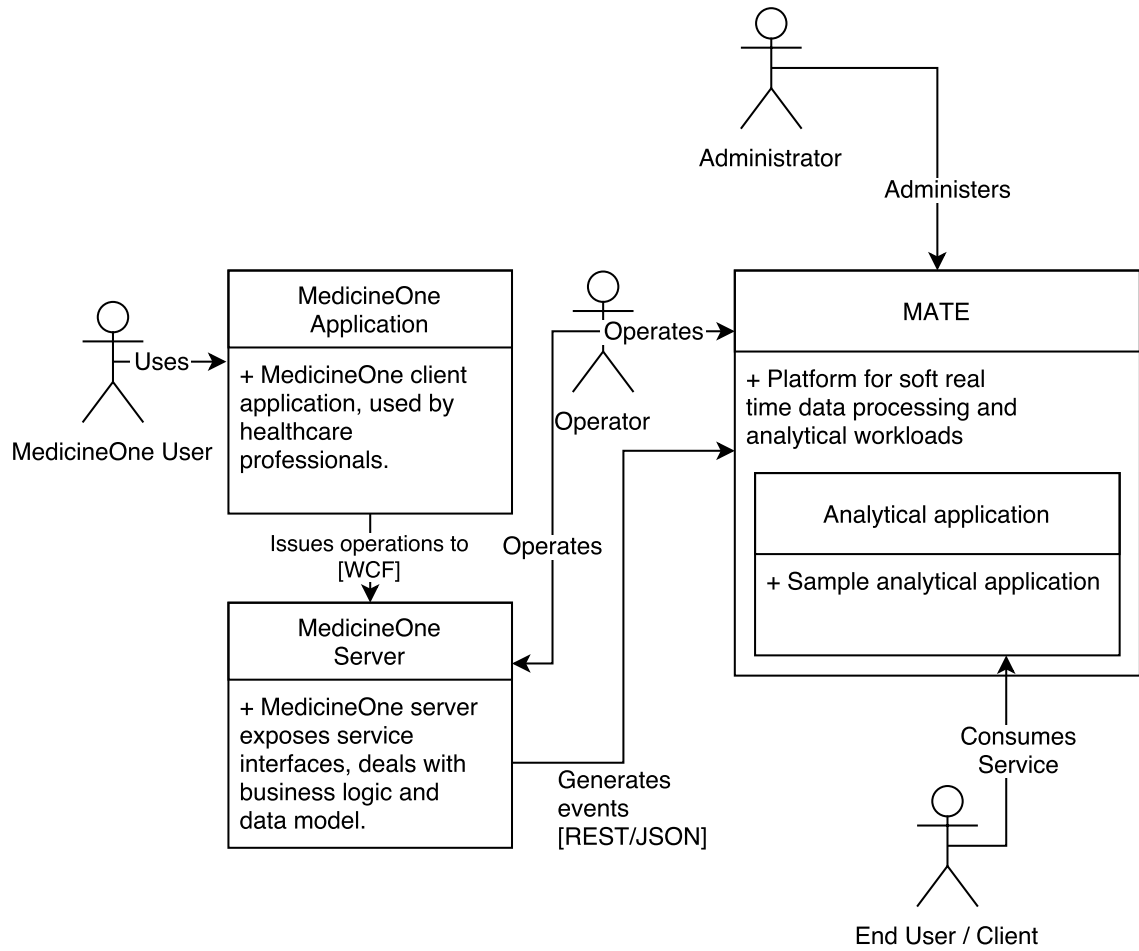 Administrator
Administers
MedicineOne
Application
+ MedicineOne client
application, used by
healthcare
professionals.
Uses
MedicineOne User
Operates
Operator
MATE
+ Platform for soft real
time data processing and
analytical workloads
Analytical application
+ Sample analytical application
Issues operations to
[WCF]
Operates
MedicineOne
Server
+ MedicineOne server
exposes service
interfaces, deals with
business logic and
data model.
Generates
events
[REST/JSON]
Consumes
Service
End User / Client